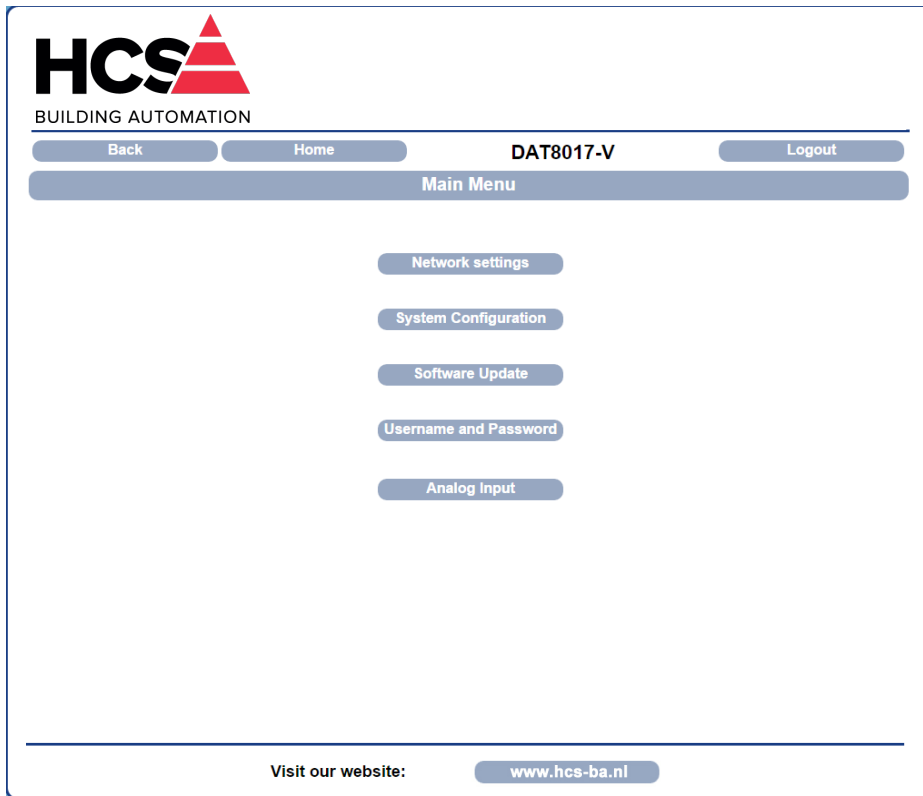 HCS
BUILDING AUTOMATION
Back Home DAT8017-V Logout
Main Menu
Network settings
System Configuration
Software Update
Username and Password
Analog Input
Visit our website: www.hcs-ba.nl